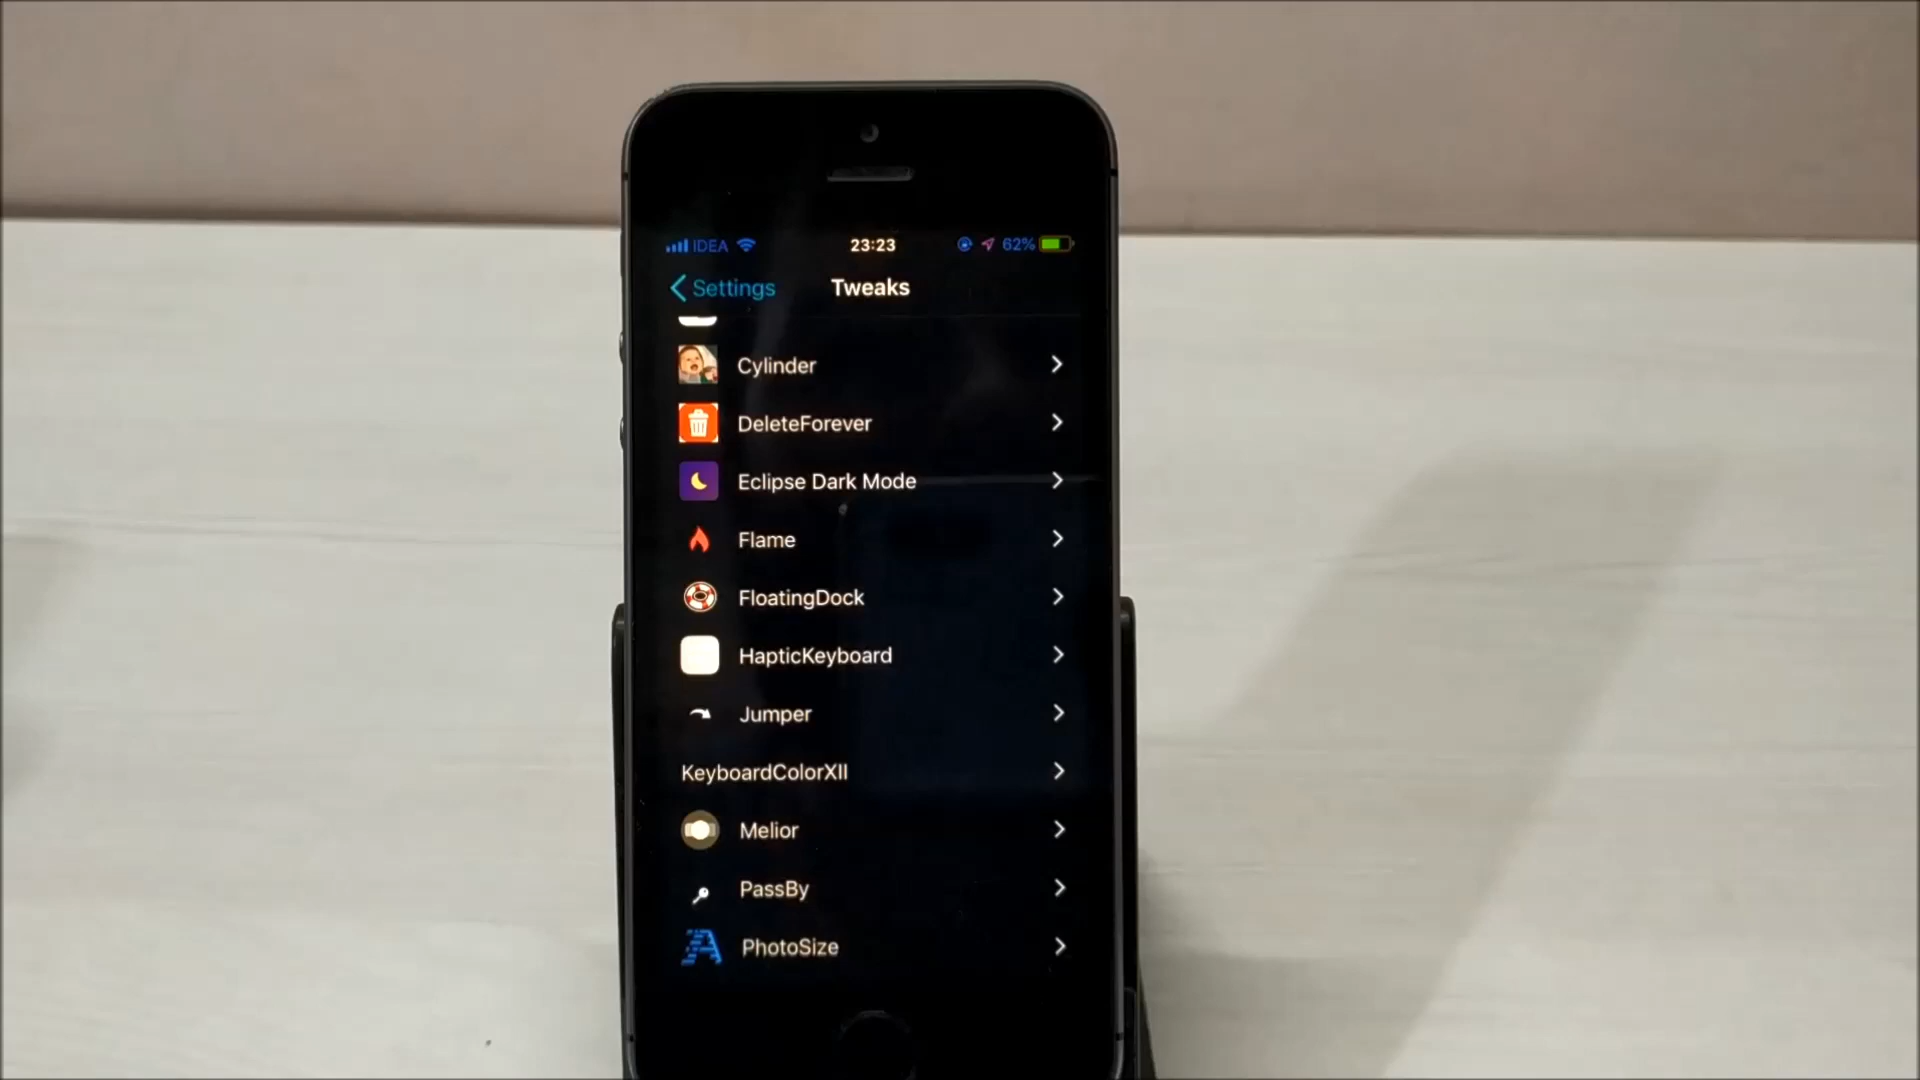 IDEA 23:23 62%
Settings Tweaks
Cylinder
DeleteForever
Eclipse Dark Mode
Flame
FloatingDock
HapticKeyboard
Jumper
KeyboardColorXII
Melior
PassBy
PhotoSize